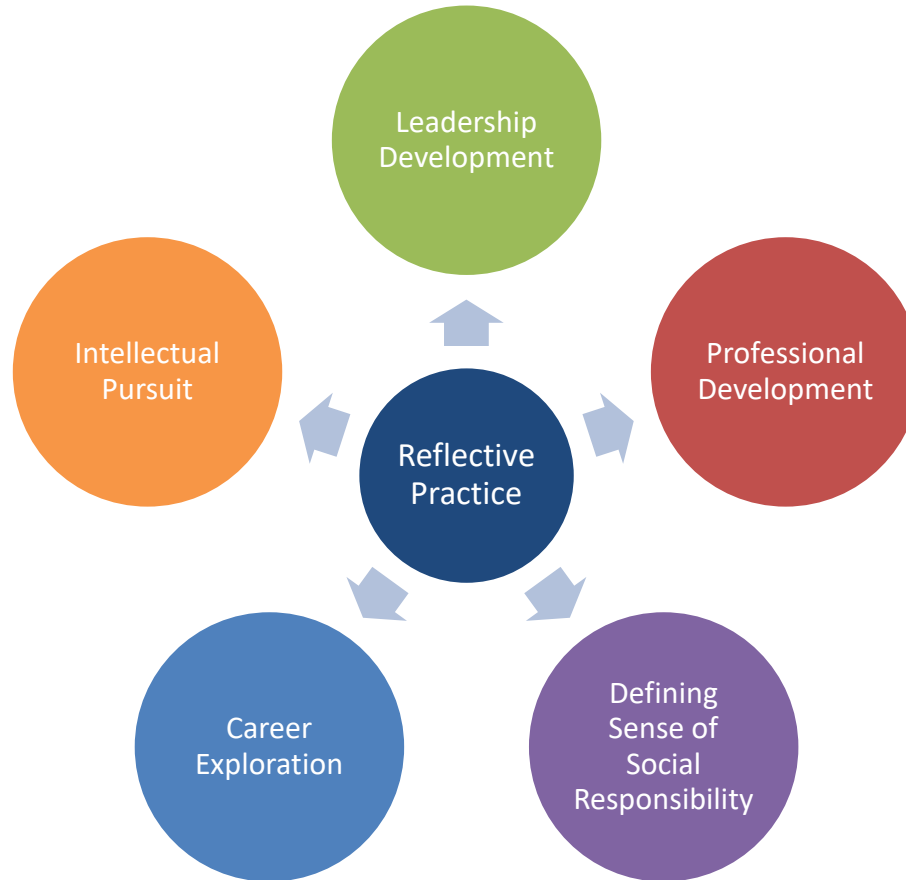 Leadership
Development
Intellectual
Pursuit
Professional
Development
Reflective
Practice
Career
Exploration
Defining
Sense of
Social
Responsibility